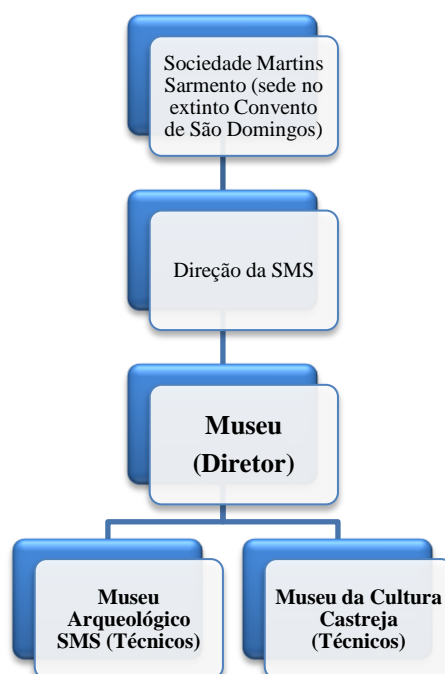 Sociedade Martins
Sarmento (sede no
extinto Convento
de São Domingos)
Direção da SMS
Museu
(Diretor)
Museu
Arqueológico
SMS (Técnicos)
Museu da Cultura
Castreja
(Técnicos)